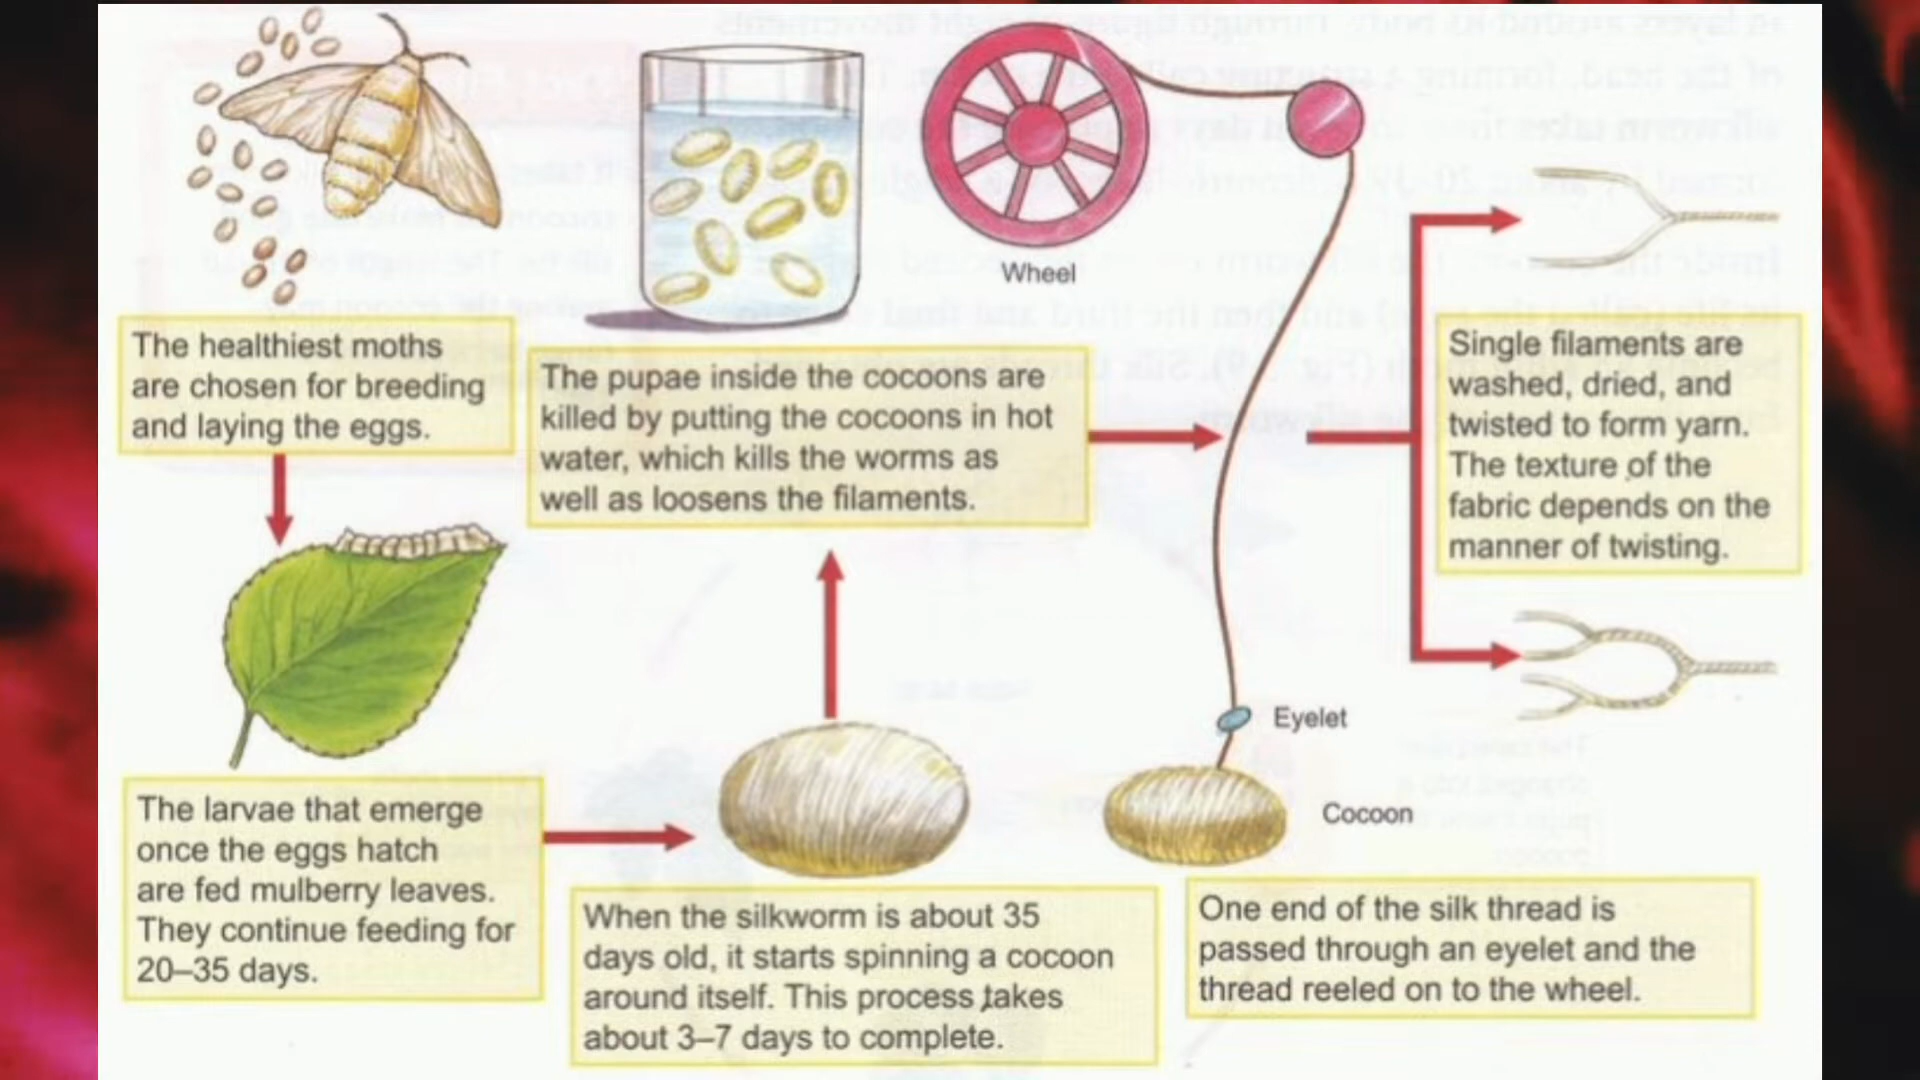 The healthiest moths
are chosen for breeding
and laying the eggs.
The larvae that emerge
once the eggs hatch
are fed mulberry leaves.
They continue feeding for
20–35 days.
When the silkworm is about 35
days old, it starts spinning a cocoon
around itself. This process takes
about 3–7 days to complete.
The pupae inside the cocoons are
killed by putting the cocoons in hot
water, which kills the worms as
well as loosens the filaments.
Wheel
Eyelet
Cocoon
One end of the silk thread is
passed through an eyelet and the
thread reeled on to the wheel.
Single filaments are
washed, dried, and
twisted to form yarn.
The texture of the
fabric depends on the
manner of twisting.